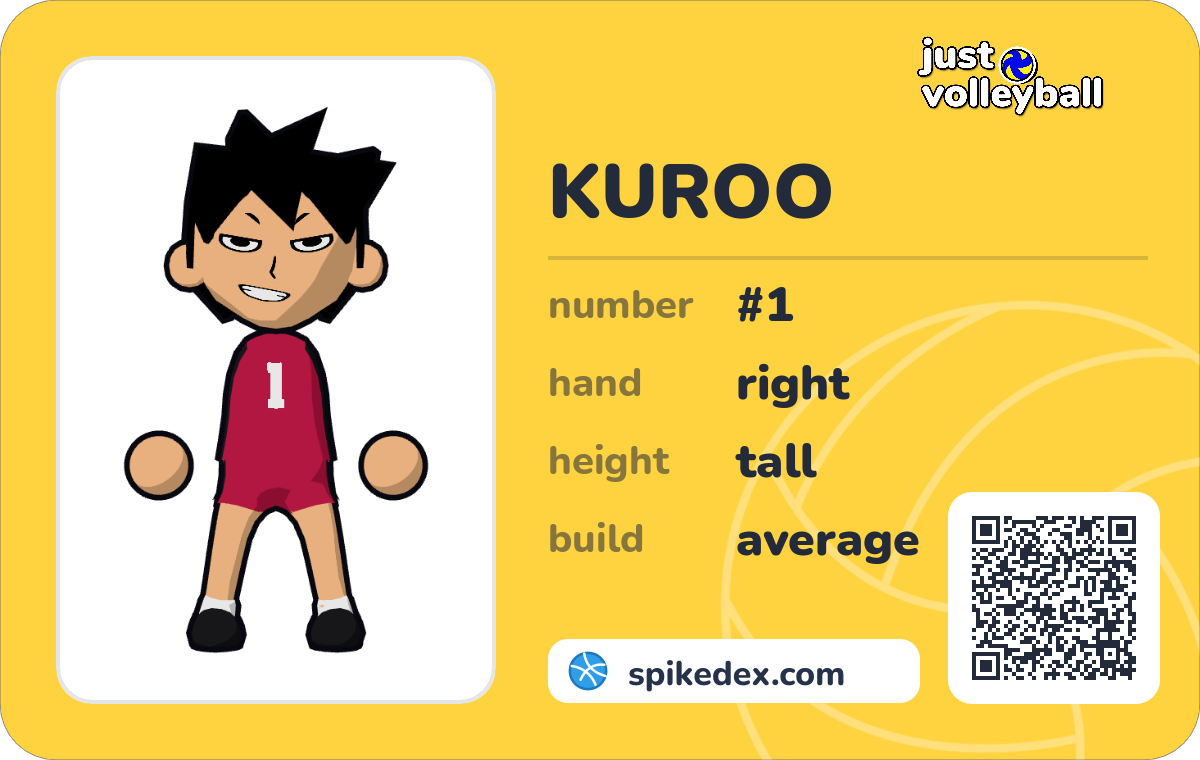 just
volleyball
KUROO
number #1
hand right
height tall
build average
1
spikedex.com